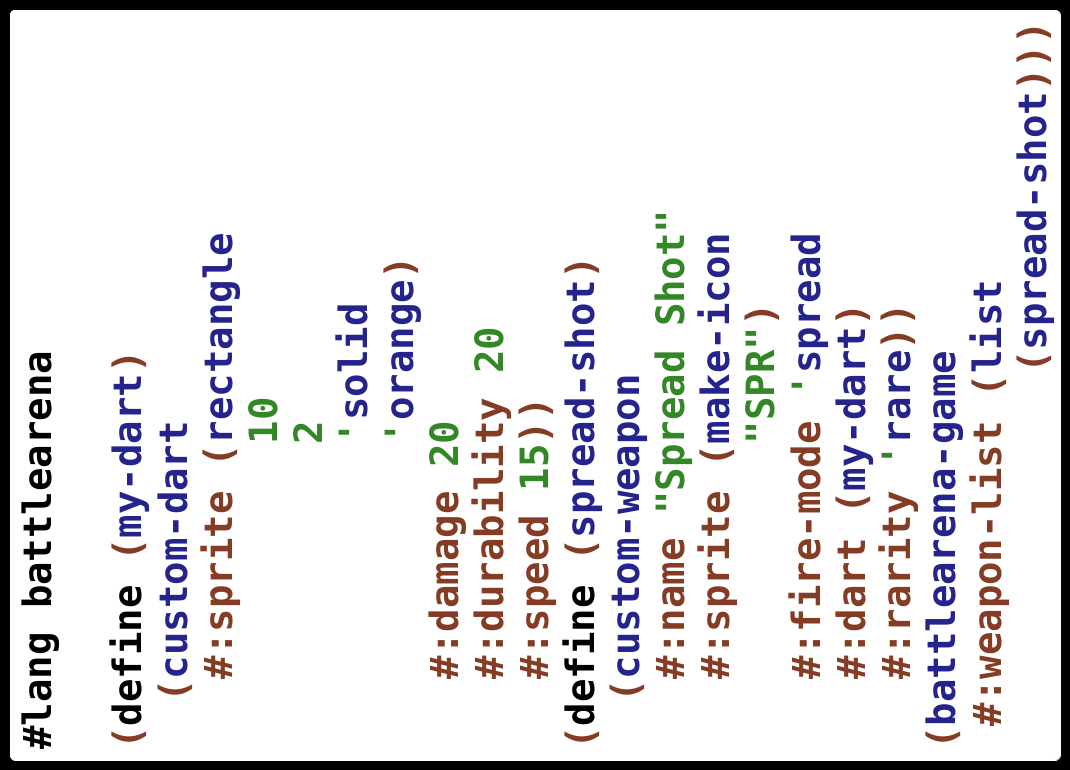 #lang battlearena

(define (my-dart)
  (custom-dart
   #:sprite (rectangle
             10
             2
             'solid
             'orange)
   #:damage 20
   #:durability 20
   #:speed 15))
(define (spread-shot)
  (custom-weapon
   #:name "Spread Shot"
   #:sprite (make-icon
             "SPR")
   #:fire-mode 'spread
   #:dart (my-dart)
   #:rarity 'rare))
(battlearena-game
 #:weapon-list (list
                (spread-shot)))